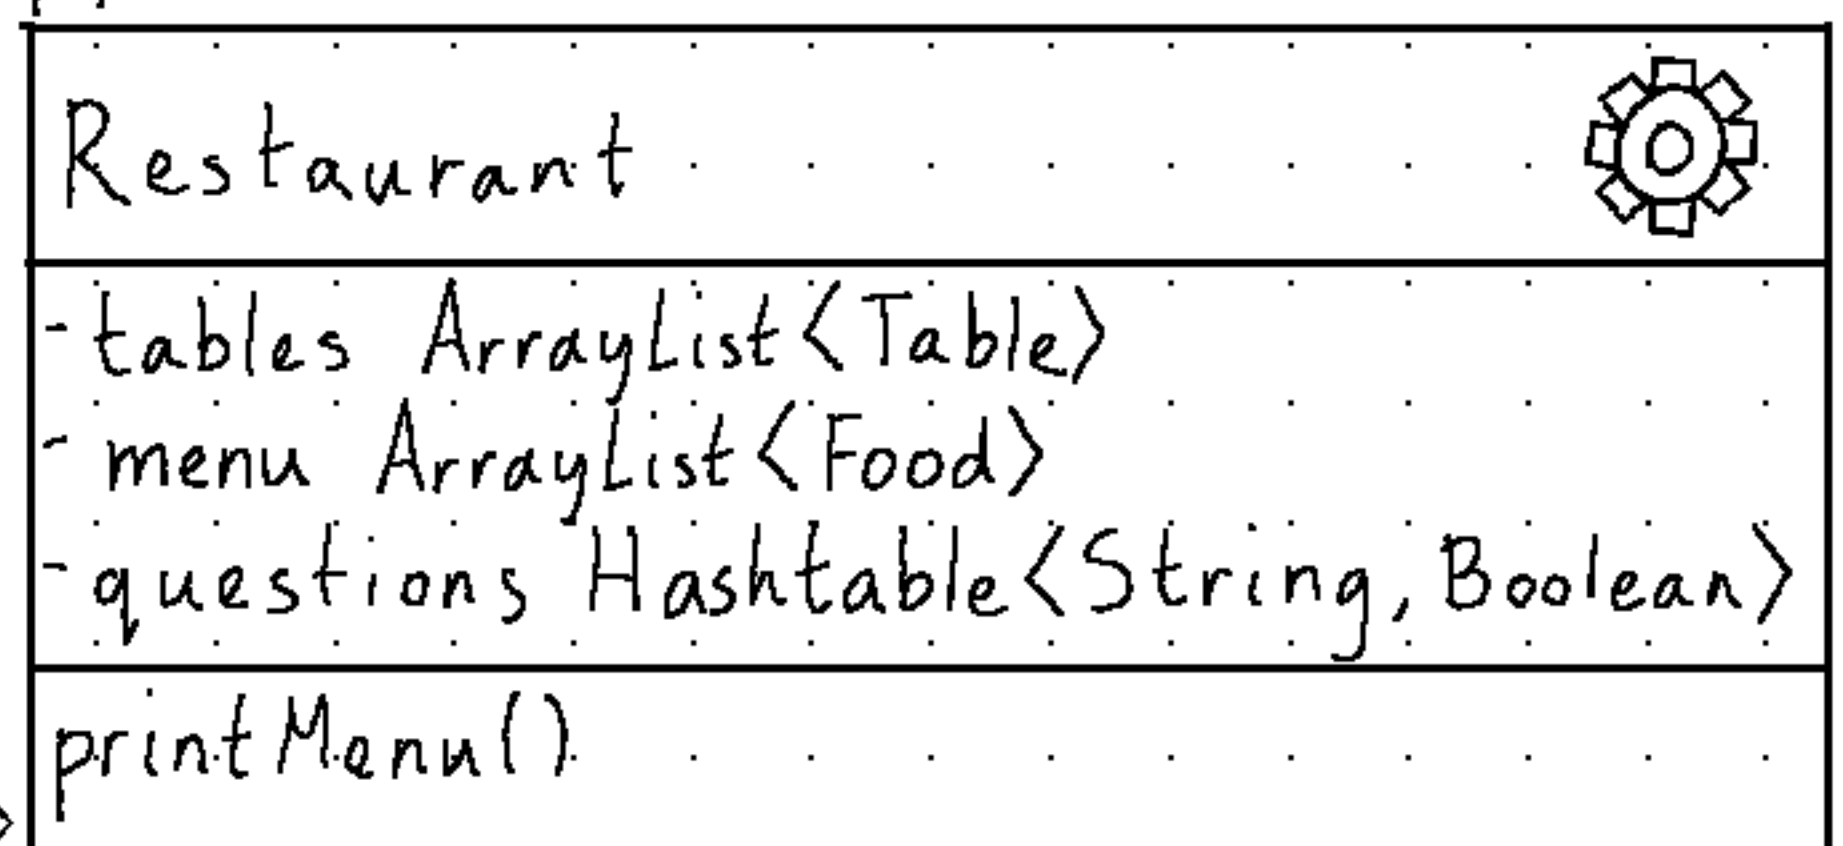 Restaurant
- tables ArrayList<Table>
- menu ArrayList<Food>
- questions Hashtable<String, Boolean>
printMenu()